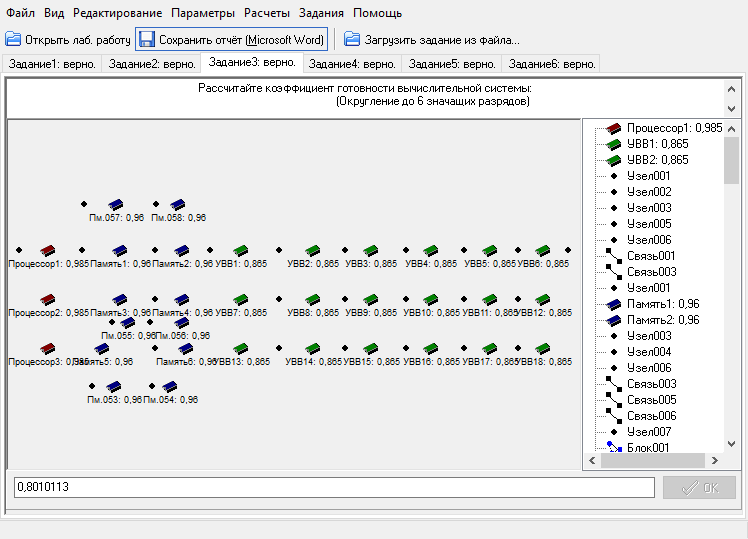 Файл Вид Редактирование Параметры Расчеты Задания Помощь
Открыть лаб. работу Сохранить отчёт (Microsoft Word) Загрузить задание из файла...
Задание1: верно. Задание2: верно. Задание3: верно. Задание4: верно. Задание5: верно. Задание6: верно.
Рассчитайте коэффициент готовности вычислительной системы:
(Округление до 6 значащих разрядов)
Пм.057: 0,96 Пм.058: 0,96
Процессор1: 0,985 Память1: 0,96 Память2: 0,96 УВВ1: 0,865 УВВ2: 0,865 УВВ3: 0,865 УВВ4: 0,865 УВВ5: 0,865 УВВ6: 0,865
Процессор2: 0,985 Память3: 0,96 Память4: 0,96 УВВ7: 0,865 УВВ8: 0,865 УВВ9: 0,865 УВВ10: 0,865 УВВ11: 0,865 УВВ12: 0,865
Пм.055: 0,96 Пм.056: 0,96
Процессор3: 0,985 Память5: 0,96 Память6: 0,96 УВВ13: 0,865 УВВ14: 0,865 УВВ15: 0,865 УВВ16: 0,865 УВВ17: 0,865 УВВ18: 0,865
Пм.053: 0,96 Пм.054: 0,96
Процессор1: 0,985
УВВ1: 0,865
УВВ2: 0,865
Узел001
Узел002
Узел003
Узел005
Узел006
Связь001
Связь003
Узел001
Память1: 0,96
Память2: 0,96
Узел003
Узел004
Узел006
Связь003
Связь005
Связь006
Узел007
Блок001
0,8010113
OK